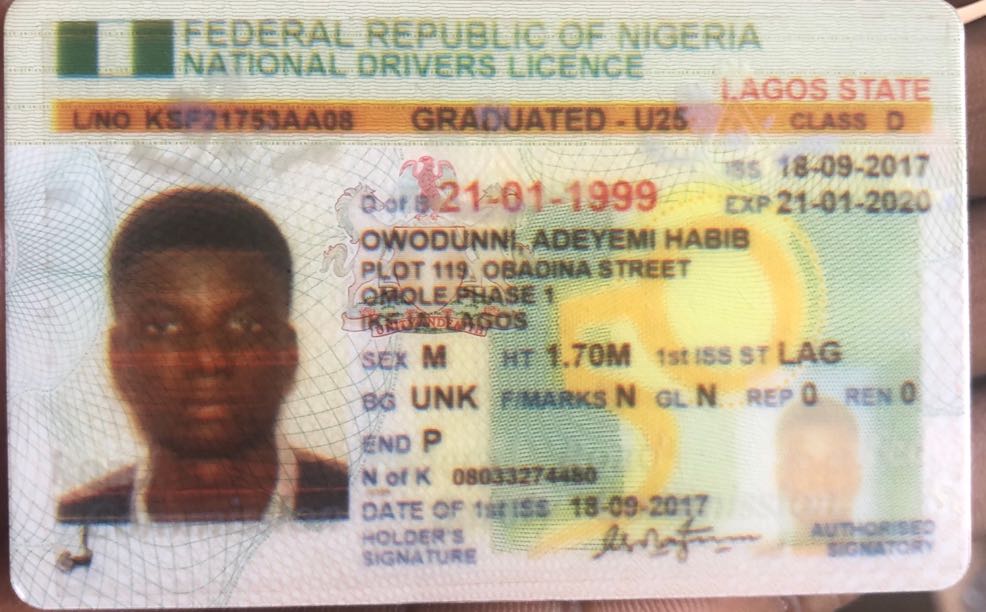 FEDERAL REPUBLIC OF NIGERIA
NATIONAL DRIVERS LICENCE
LAGOS STATE
L/NO KSF21753AA08 GRADUATED - U25 CLASS D
ISS 18-09-2017
D of B 21-01-1999 EXP 21-01-2020
OWODUNNI, ADEYEMI HABIB
PLOT 119, OBADINA STREET
OMOLE PHASE 1
IKEJA, LAGOS
SEX M HT 1.70M 1st ISS ST LAG
BG UNK F/MARKS N GL N REP 0 REN 0
END P
N of K 08033274480
DATE OF 1st ISS 18-09-2017
HOLDER'S
SIGNATURE
AUTHORISED
SIGNATORY